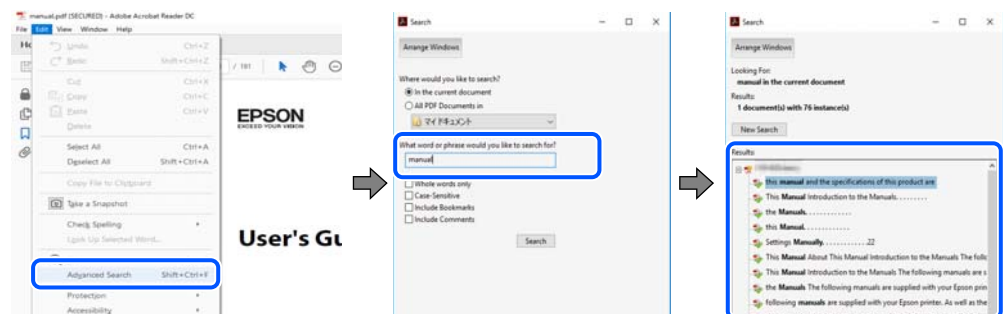 manual.pdf (SECURED) - Adobe Acrobat Reader DC
File Edit View Window Help
Undo Ctrl+Z
Redo Shift+Ctrl+Z
Cut Ctrl+X
Copy Ctrl+C
Paste Ctrl+V
Delete
Select All Ctrl+A
Deselect All Shift+Ctrl+A
Copy File to Clipboard
Take a Snapshot
Check Spelling
Look Up Selected Word...
Advanced Search Shift+Ctrl+F
Protection
Accessibility
/ 191
EPSON
EXCEED YOUR VISION
User's Gu
Search
Arrange Windows
Where would you like to search?
In the current document
All PDF Documents in
マイ ドキュメント
What word or phrase would you like to search for?
manual
Whole words only
Case-Sensitive
Include Bookmarks
Include Comments
Search
Search
Arrange Windows
Looking For:
manual in the current document
Results:
1 document(s) with 76 instance(s)
New Search
Results:
this manual and the specifications of this product are
This Manual Introduction to the Manuals. . . . . . . . .
the Manuals. . . . . . . . . . . . .
this Manual. . . . . . . . . . . . .
Settings Manually. . . . . . . . . . . . .22
This Manual About This Manual Introduction to the Manuals The follo
This Manual Introduction to the Manuals The following manuals are s
the Manuals The following manuals are supplied with your Epson prin
following manuals are supplied with your Epson printer. As well as the